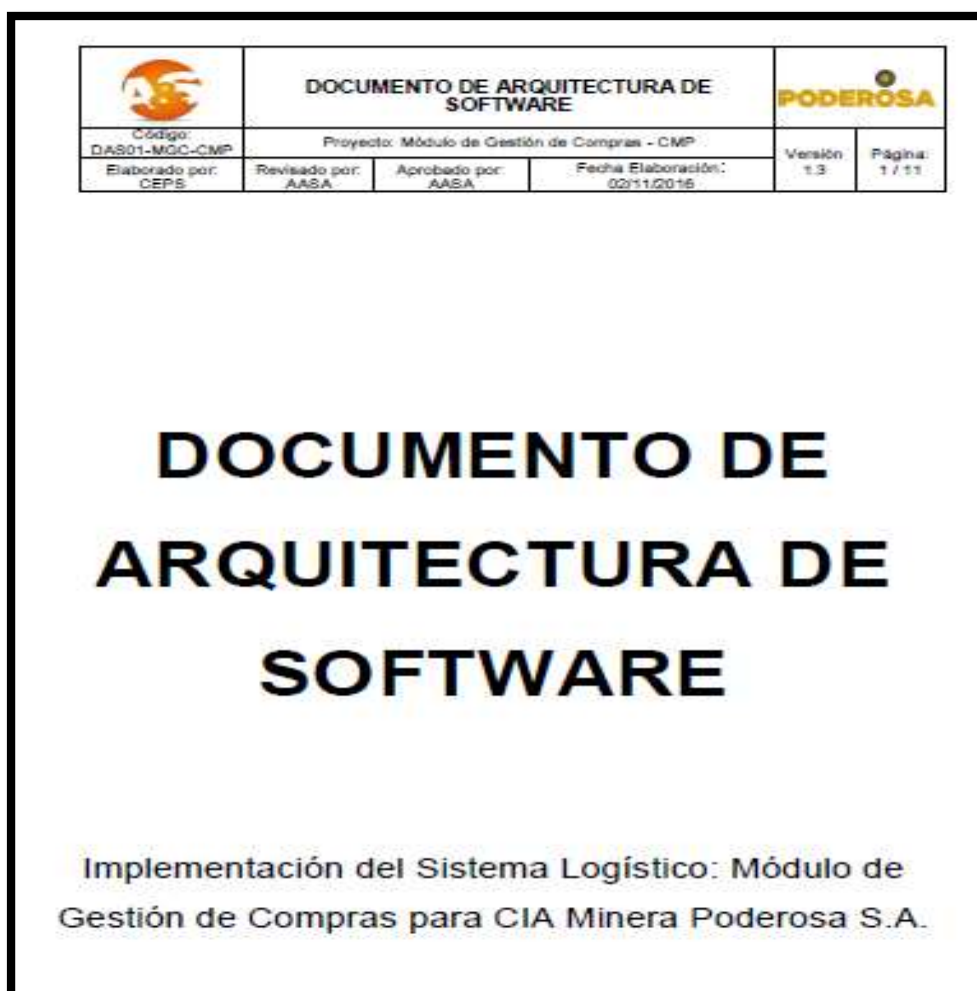 A&S
DOCUMENTO DE ARQUITECTURA DE
SOFTWARE
PODEROSA
Código:
DAS01-MGC-CMP
Proyecto: Módulo de Gestión de Compras - CMP
Versión
1.3
Página:
1 / 11
Elaborado por:
CEPS
Revisado por:
AASA
Aprobado por:
AASA
Fecha Elaboración:
02/11/2016
DOCUMENTO DE
ARQUITECTURA DE
SOFTWARE
Implementación del Sistema Logístico: Módulo de
Gestión de Compras para CIA Minera Poderosa S.A.